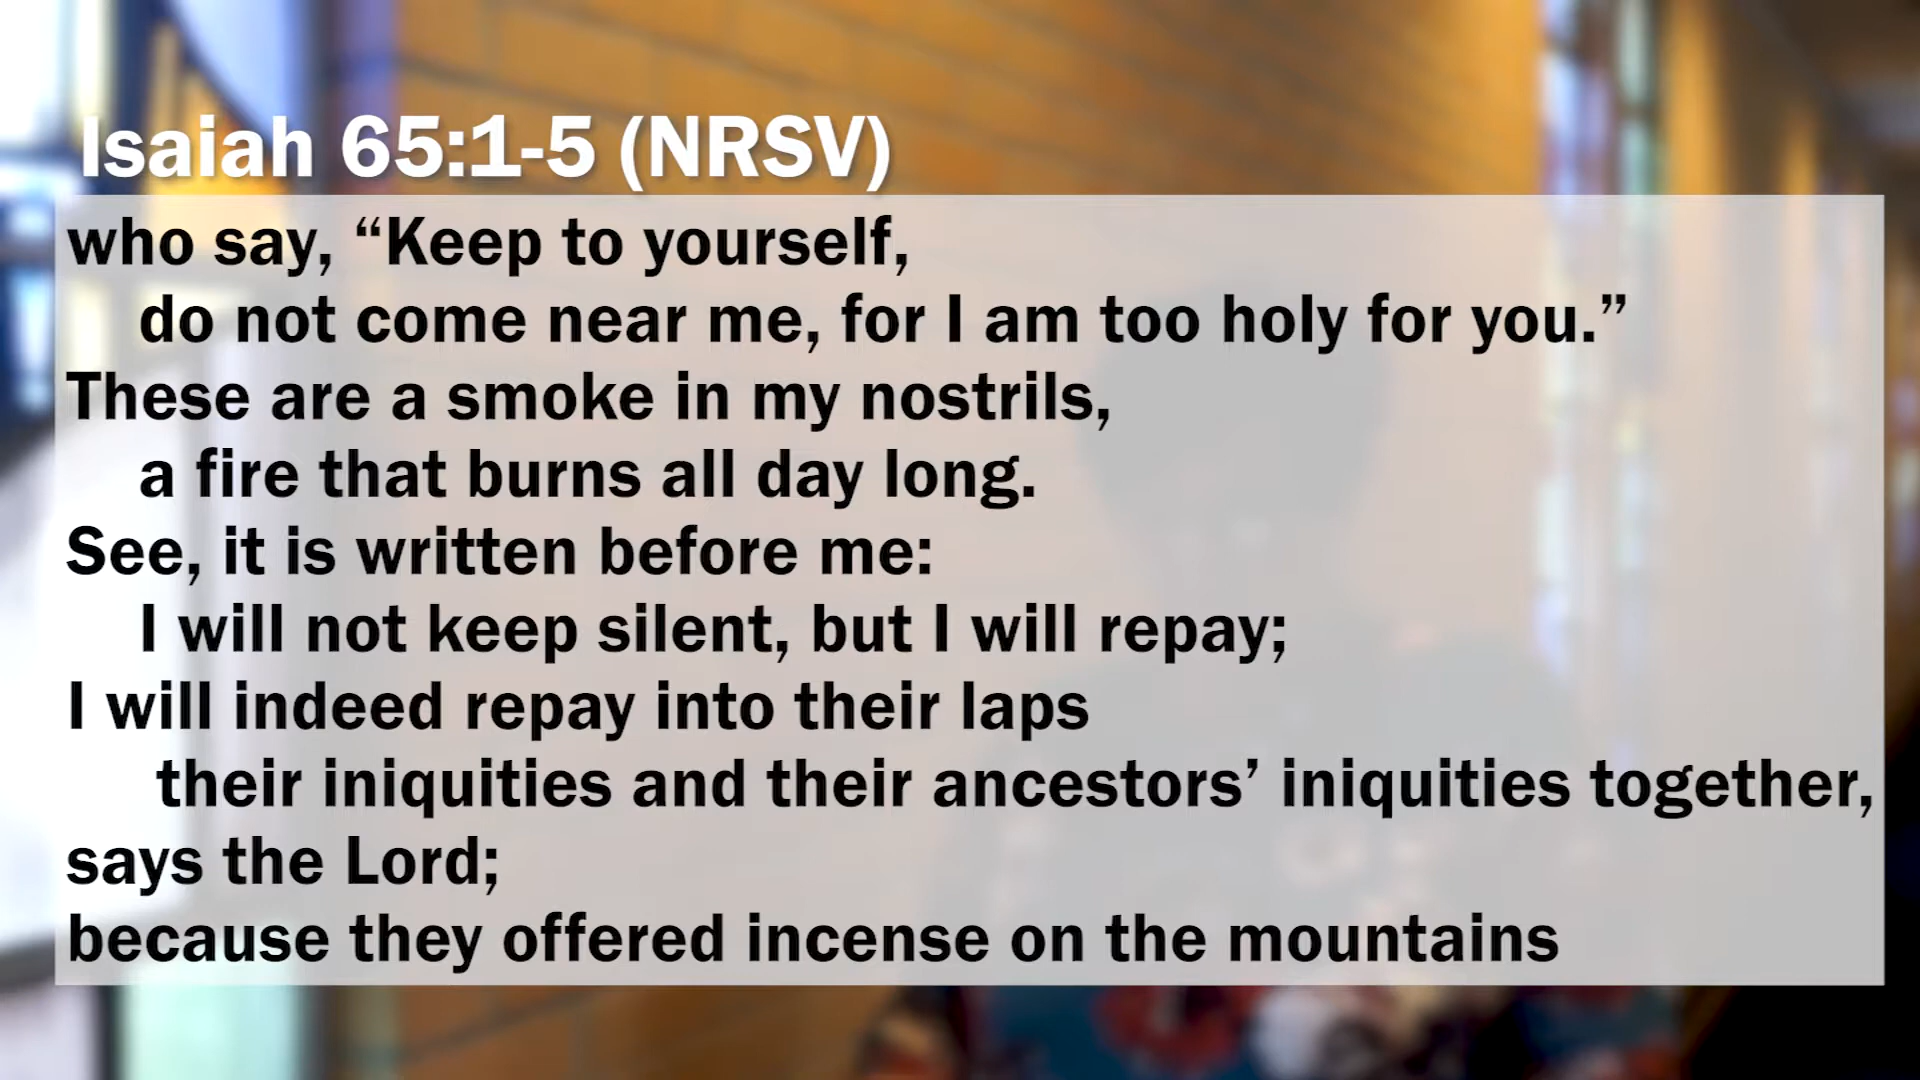 Isaiah 65:1-5 (NRSV)
who say, “Keep to yourself,
do not come near me, for I am too holy for you.”
These are a smoke in my nostrils,
a fire that burns all day long.
See, it is written before me:
I will not keep silent, but I will repay;
I will indeed repay into their laps
their iniquities and their ancestors’ iniquities together,
says the Lord;
because they offered incense on the mountains